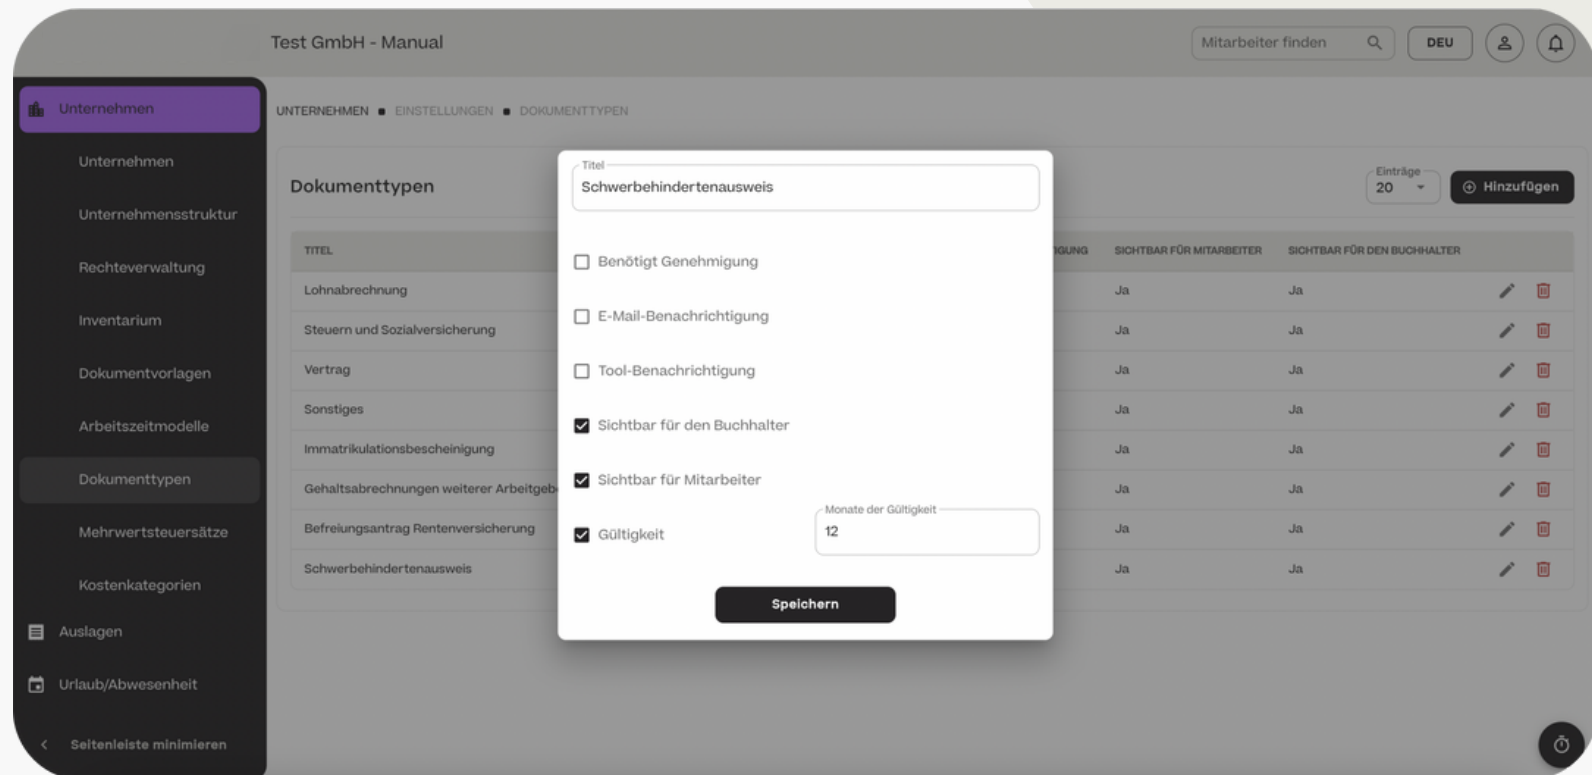 Test GmbH - Manual
Mitarbeiter finden
DEU
Unternehmen
Unternehmen
Unternehmensstruktur
Rechteverwaltung
Inventarium
Dokumentvorlagen
Arbeitszeitmodelle
Dokumenttypen
Mehrwertsteuersätze
Kostenkategorien
Auslagen
Urlaub/Abwesenheit
Seitenleiste minimieren
UNTERNEHMEN ■ EINSTELLUNGEN ■ DOKUMENTTYPEN
Dokumenttypen
Einträge
20
Hinzufügen
TITEL IGUNG SICHTBAR FÜR MITARBEITER SICHTBAR FÜR DEN BUCHHALTER
Lohnabrechnung Ja Ja
Steuern und Sozialversicherung Ja Ja
Vertrag Ja Ja
Sonstiges Ja Ja
Immatrikulationsbescheinigung Ja Ja
Gehaltsabrechnungen weiterer Arbeitgeb Ja Ja
Befreiungsantrag Rentenversicherung Ja Ja
Schwerbehindertenausweis Ja Ja
Titel
Schwerbehindertenausweis
Benötigt Genehmigung
E-Mail-Benachrichtigung
Tool-Benachrichtigung
Sichtbar für den Buchhalter
Sichtbar für Mitarbeiter
Gültigkeit
Monate der Gültigkeit
12
Speichern